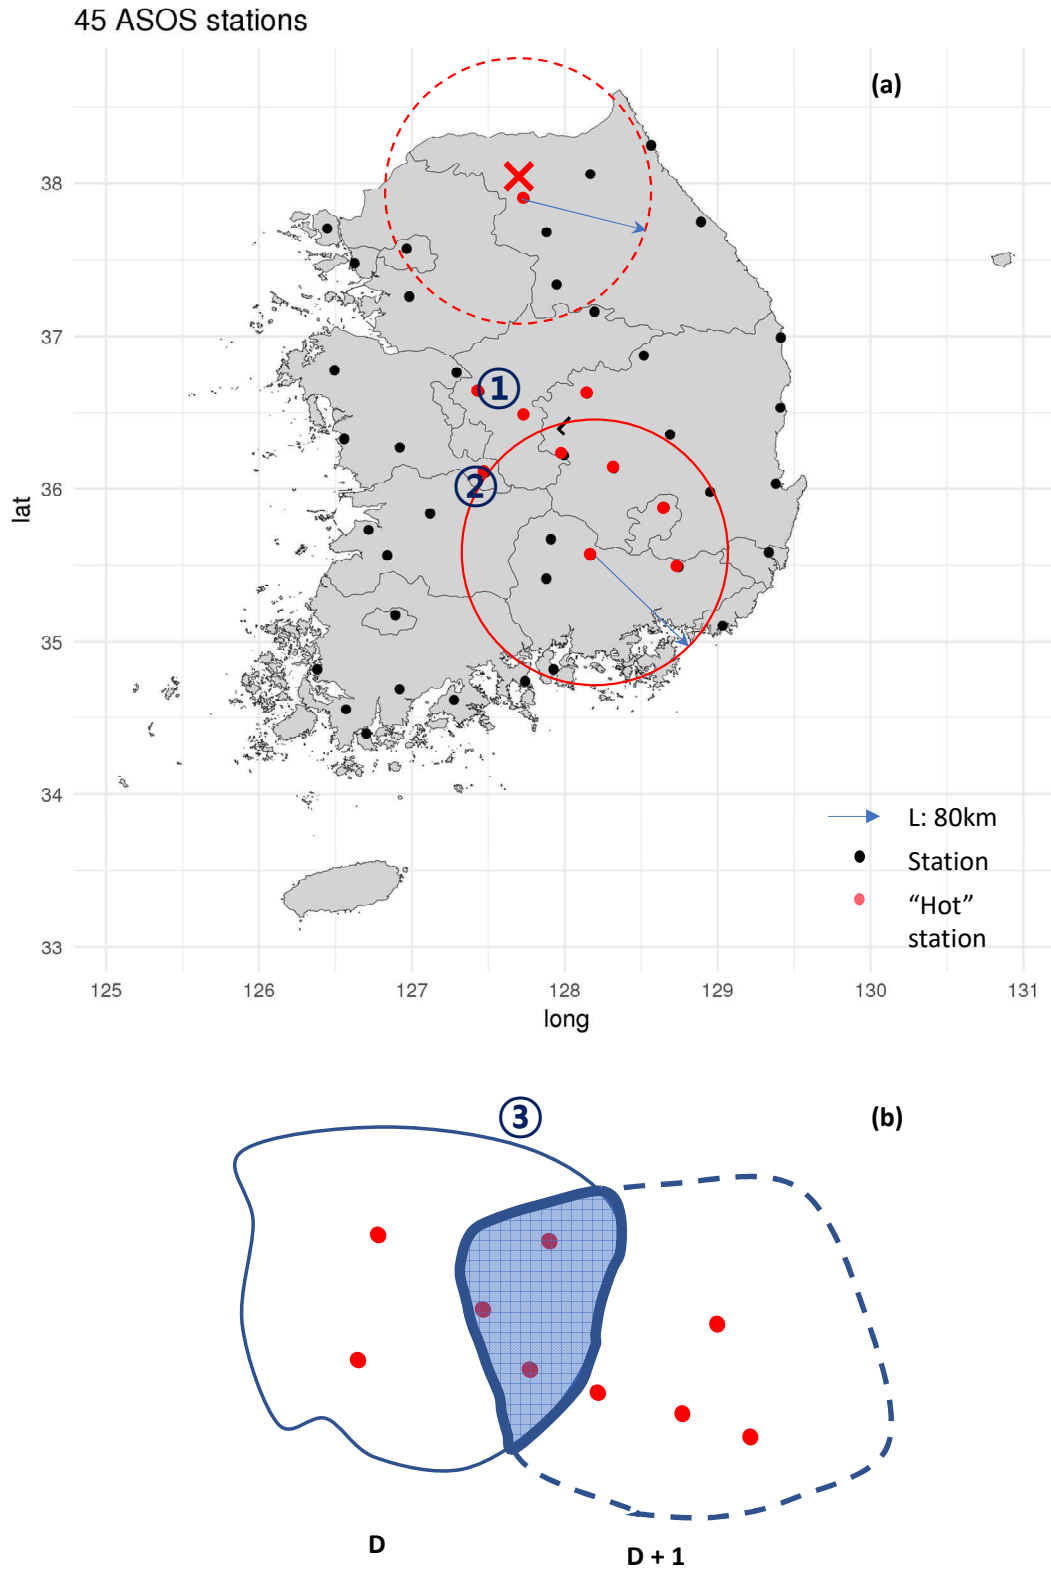 45 ASOS stations
(a)
38
37
36
35
34
33
lat
①
②
L: 80km
Station
“Hot”
station
125
126
127
128
129
130
131
long
③
(b)
D
D + 1